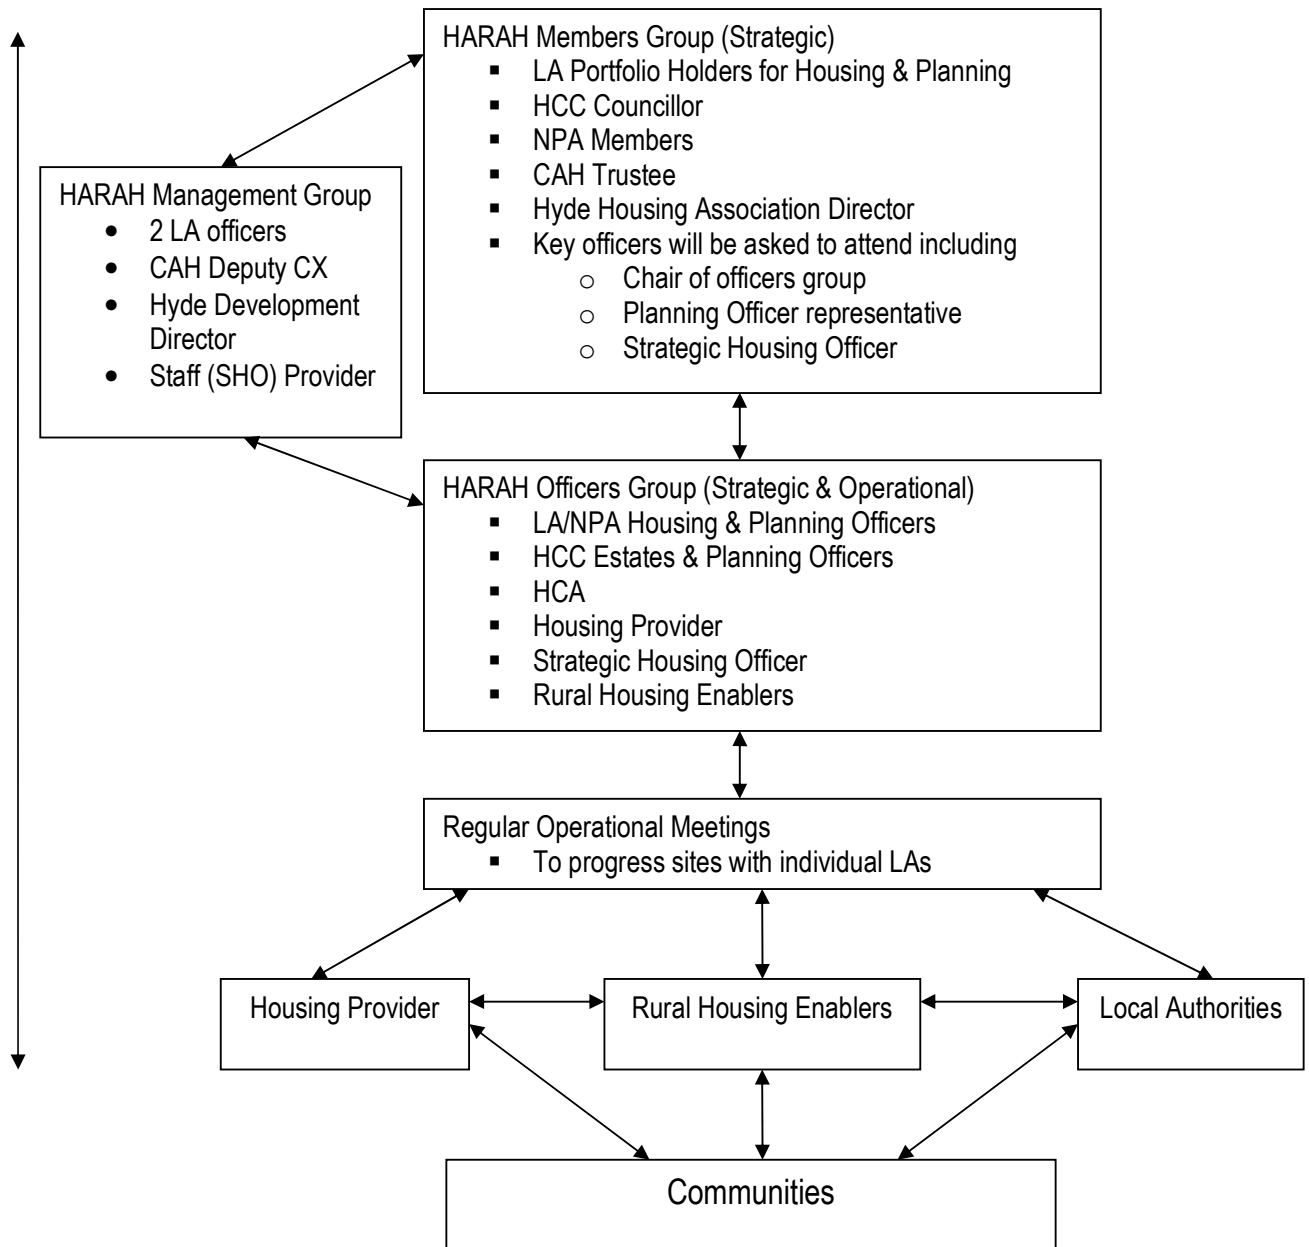 HARAH Members Group (Strategic)
▪ LA Portfolio Holders for Housing & Planning
▪ HCC Councillor
▪ NPA Members
▪ CAH Trustee
▪ Hyde Housing Association Director
▪ Key officers will be asked to attend including
○ Chair of officers group
○ Planning Officer representative
○ Strategic Housing Officer
HARAH Management Group
• 2 LA officers
• CAH Deputy CX
• Hyde Development
Director
• Staff (SHO) Provider
HARAH Officers Group (Strategic & Operational)
▪ LA/NPA Housing & Planning Officers
▪ HCC Estates & Planning Officers
▪ HCA
▪ Housing Provider
▪ Strategic Housing Officer
▪ Rural Housing Enablers
Regular Operational Meetings
▪ To progress sites with individual LAs
Housing Provider
Rural Housing Enablers
Local Authorities
Communities